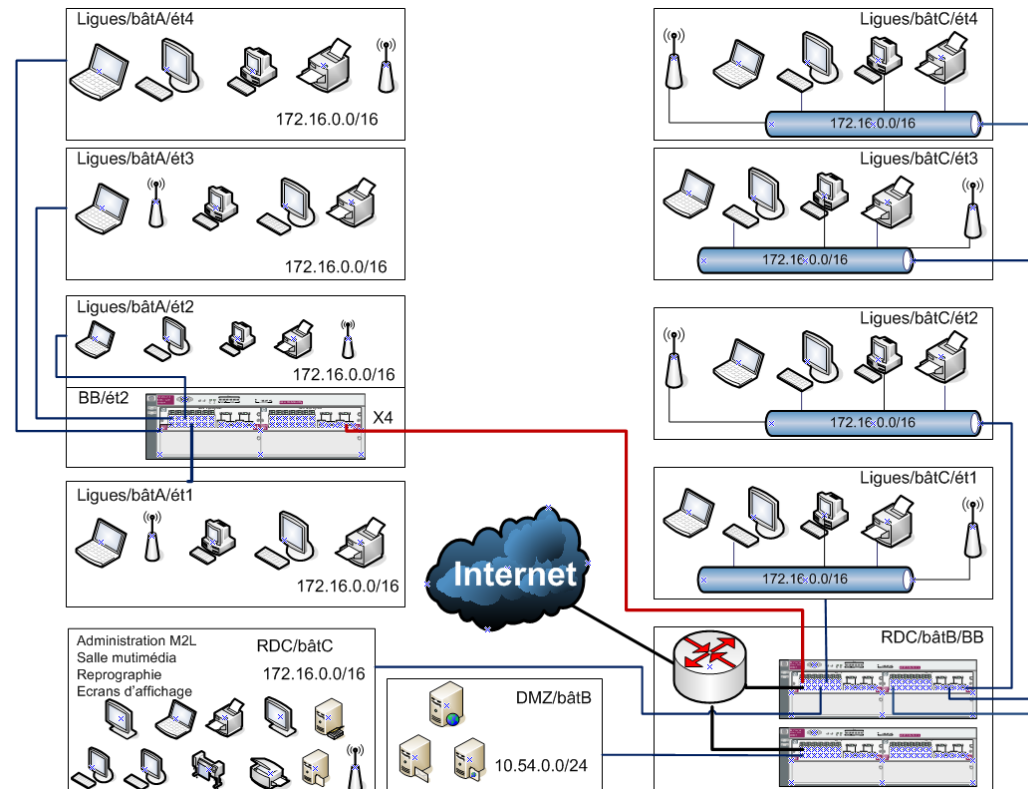 Ligues/bâtA/ét4
172.16.0.0/16
Ligues/bâtA/ét3
172.16.0.0/16
Ligues/bâtA/ét2
172.16.0.0/16
BB/ét2
X4
Ligues/bâtA/ét1
172.16.0.0/16
Administration M2L
Salle mutimédia
Reprographie
Ecrans d'affichage
RDC/bâtC
172.16.0.0/16
Internet
DMZ/bâtB
10.54.0.0/24
Ligues/bâtC/ét4
172.16.0.0/16
Ligues/bâtC/ét3
172.16.0.0/16
Ligues/bâtC/ét2
172.16.0.0/16
Ligues/bâtC/ét1
172.16.0.0/16
RDC/bâtB/BB